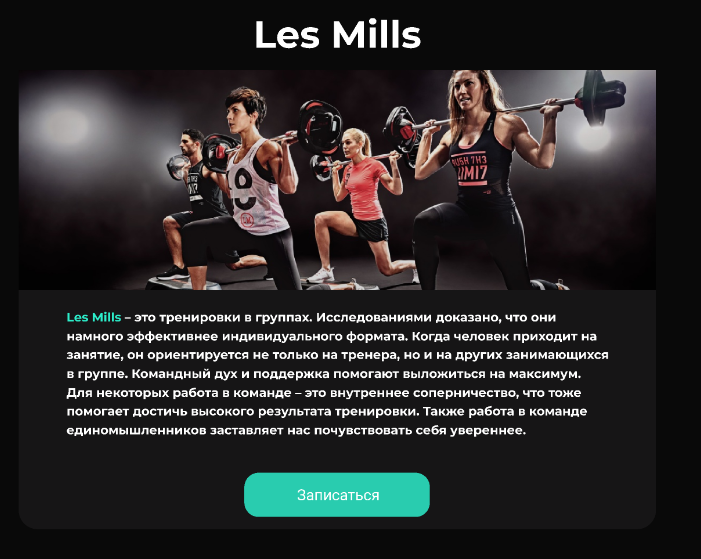 Les Mills
PUSH 7H3
LIMI7
Les Mills – это тренировки в группах. Исследованиями доказано, что они
намного эффективнее индивидуального формата. Когда человек приходит на
занятие, он ориентируется не только на тренера, но и на других занимающихся
в группе. Командный дух и поддержка помогают выложиться на максимум.
Для некоторых работа в команде – это внутреннее соперничество, что тоже
помогает достичь высокого результата тренировки. Также работа в команде
единомышленников заставляет нас почувствовать себя увереннее.
Записаться